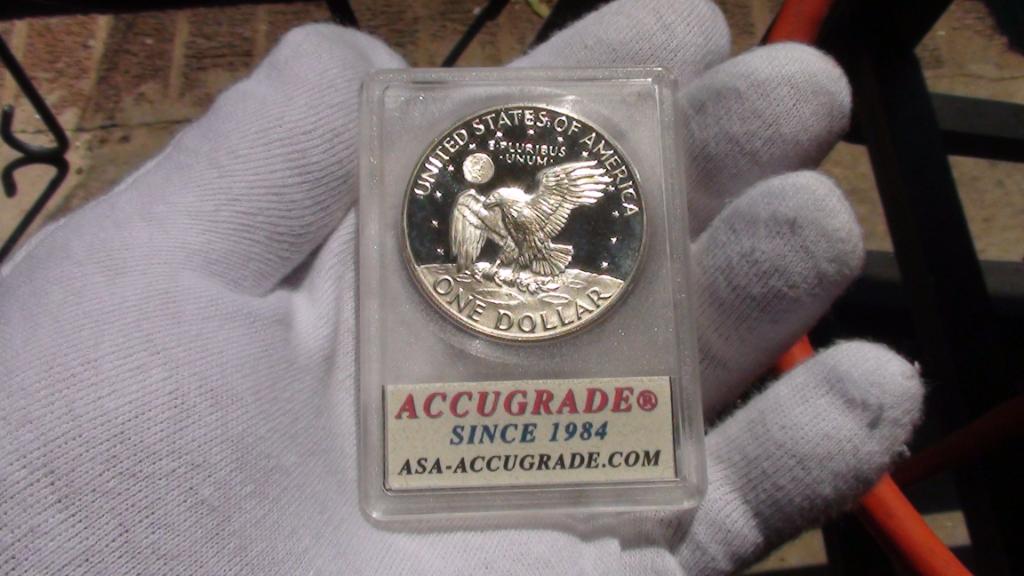 UNITED STATES OF AMERICA
E·PLURIBUS
·UNUM·
ONE DOLLAR
ACCUGRADE®
SINCE 1984
ASA-ACCUGRADE.COM